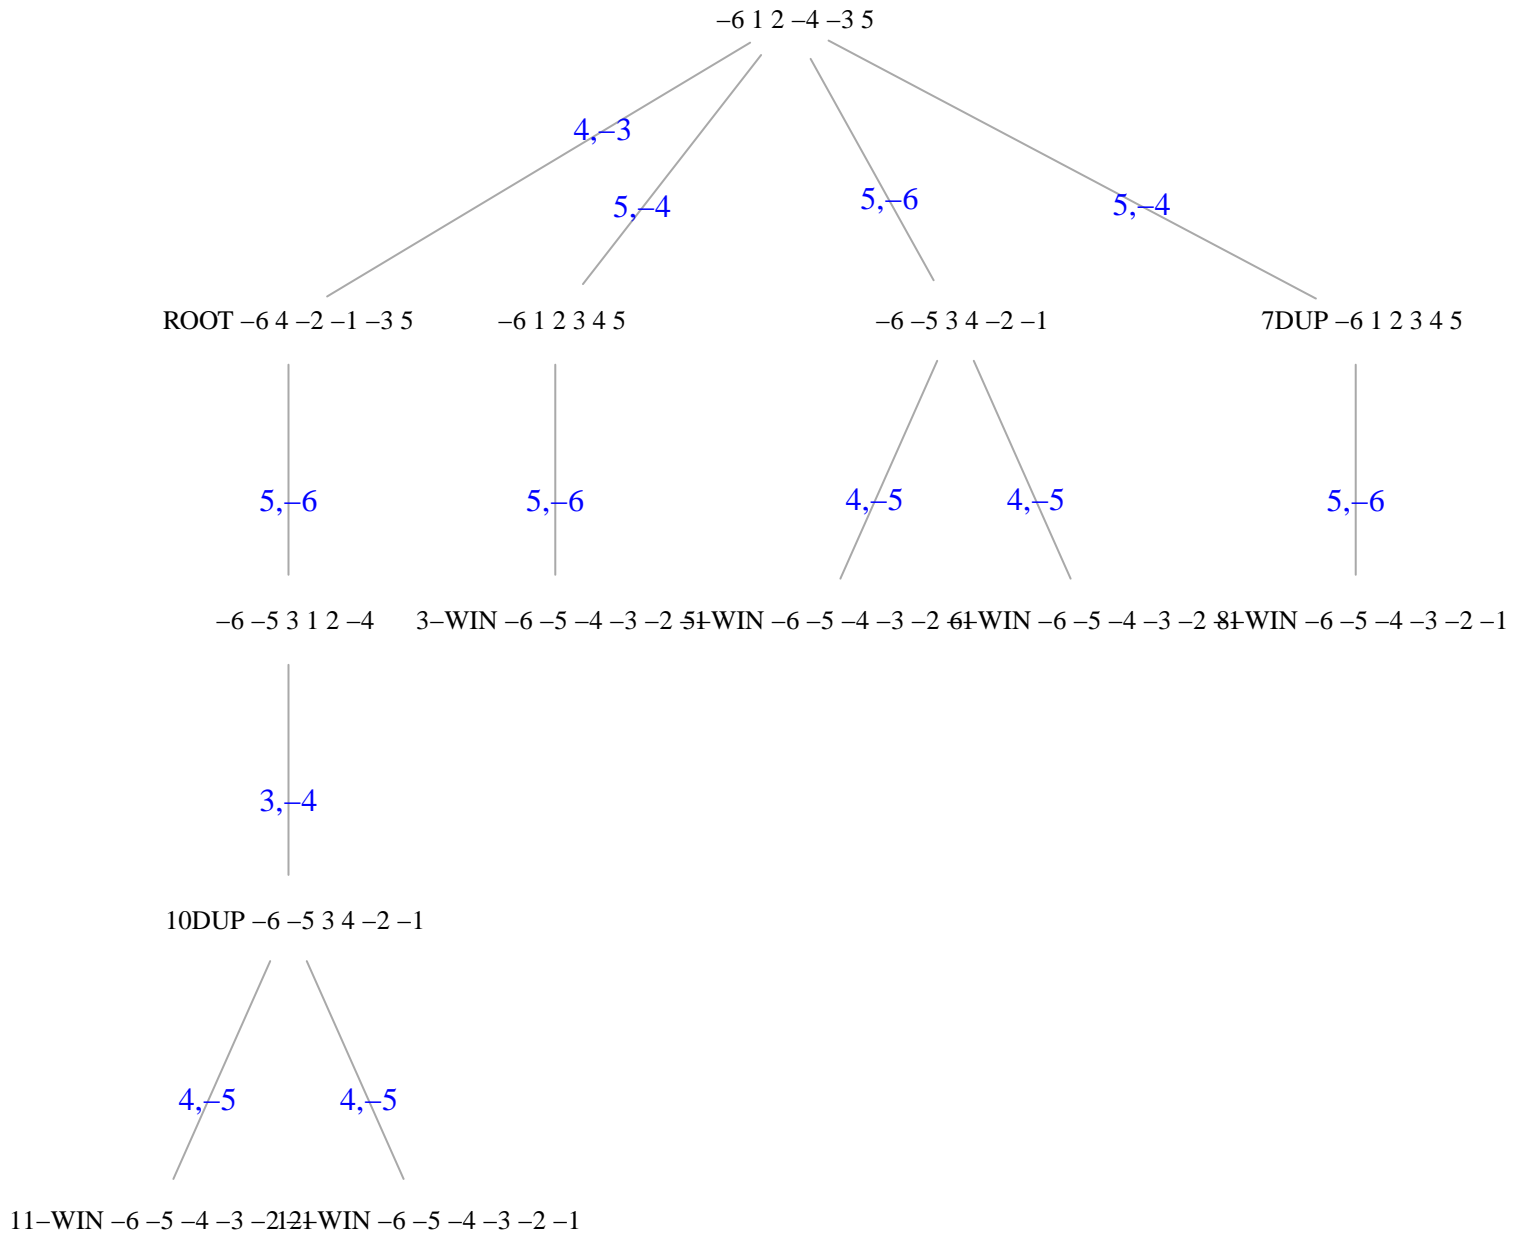 −6 1 2 −4 −3 5
4,−3
5,−4
5,−6
5,−4
ROOT −6 4 −2 −1 −3 5
−6 1 2 3 4 5
−6 −5 3 4 −2 −1
7DUP −6 1 2 3 4 5
5,−6
5,−6
4,−5
4,−5
5,−6
−6 −5 3 1 2 −4
3−WIN −6 −5 −4 −3 −2 −1
5−WIN −6 −5 −4 −3 −2 −1
6−WIN −6 −5 −4 −3 −2 −1
8−WIN −6 −5 −4 −3 −2 −1
3,−4
10DUP −6 −5 3 4 −2 −1
4,−5
4,−5
11−WIN −6 −5 −4 −3 −2 −1
12−WIN −6 −5 −4 −3 −2 −1